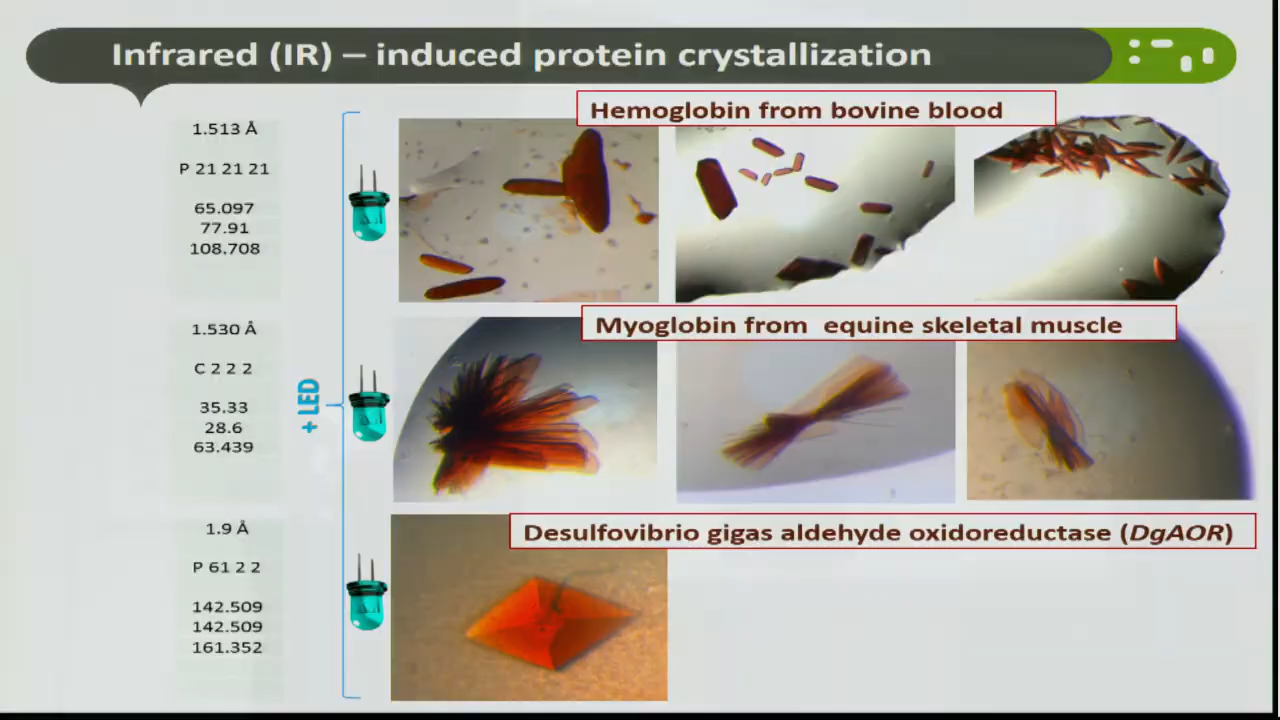 Infrared (IR) – induced protein crystallization
Hemoglobin from bovine blood
1.513 Å
P 21 21 21
65.097
77.91
108.708
Myoglobin from equine skeletal muscle
1.530 Å
C 2 2 2
35.33
28.6
63.439
+ LED
Desulfovibrio gigas aldehyde oxidoreductase (DgAOR)
1.9 Å
P 61 2 2
142.509
142.509
161.352